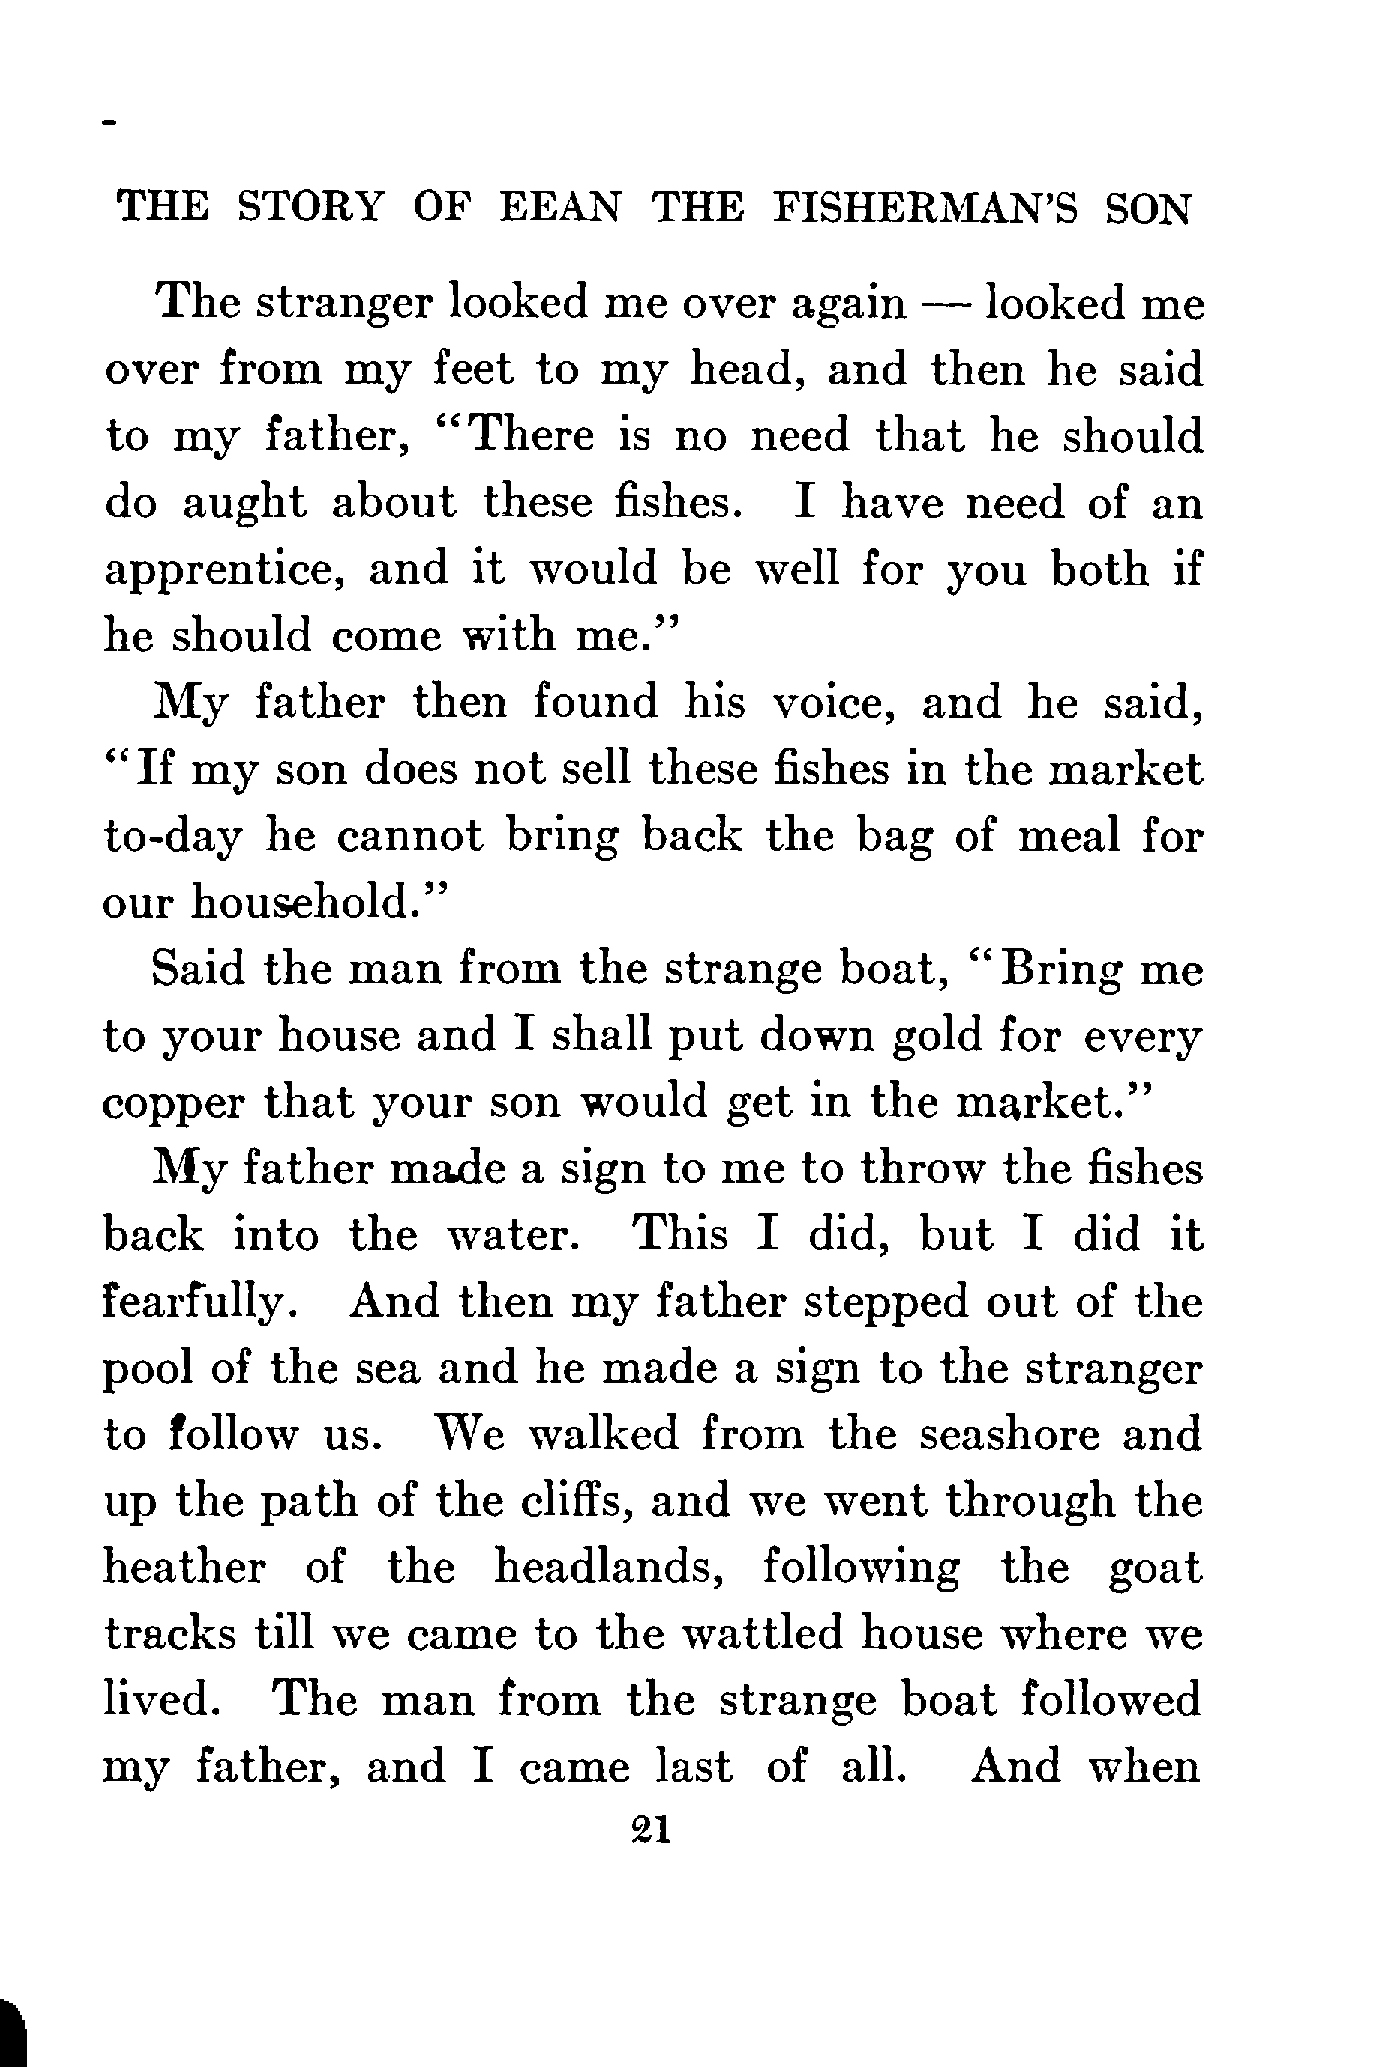 THE STORY OF EEAN THE FISHERMAN'S SON
The stranger looked me over again — looked me
over from my feet to my head, and then he said
to my father, "There is no need that he should
do aught about these fishes. I have need of an
apprentice, and it would be well for you both if
he should come with me."
My father then found his voice, and he said,
"If my son does not sell these fishes in the market
to-day he cannot bring back the bag of meal for
our household."
Said the man from the strange boat, "Bring me
to your house and I shall put down gold for every
copper that your son would get in the market."
My father made a sign to me to throw the fishes
back into the water. This I did, but I did it
fearfully. And then my father stepped out of the
pool of the sea and he made a sign to the stranger
to follow us. We walked from the seashore and
up the path of the cliffs, and we went through the
heather of the headlands, following the goat
tracks till we came to the wattled house where we
lived. The man from the strange boat followed
my father, and I came last of all. And when
21